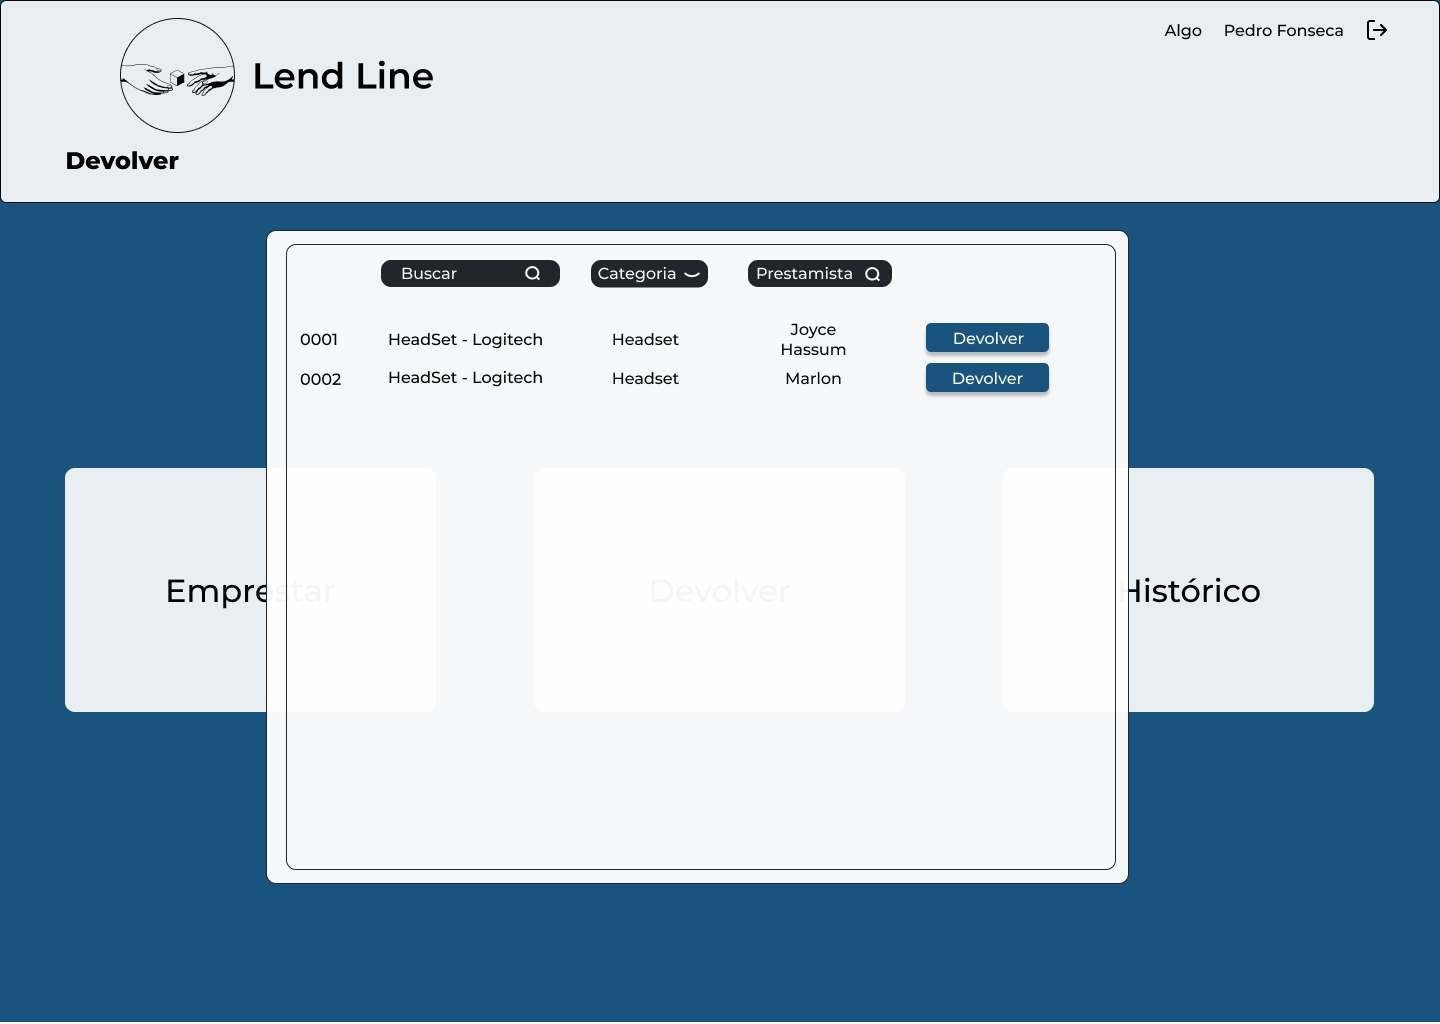 Algo Pedro Fonseca
Lend Line
Devolver
Buscar Categoria Prestamista
0001 HeadSet - Logitech Headset Joyce Hassum Devolver
0002 HeadSet - Logitech Headset Marlon Devolver
Emprestar Devolver Histórico